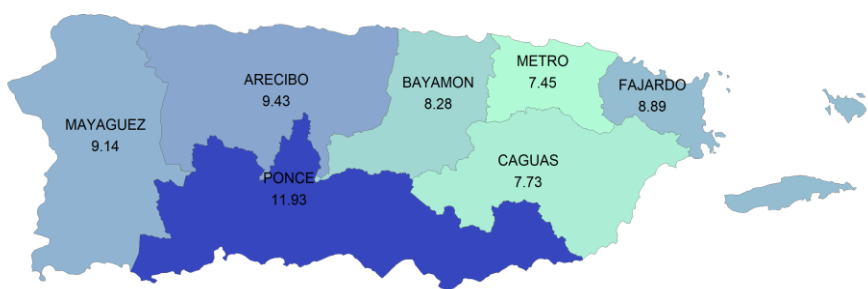 METRO
7.45
ARECIBO
9.43
BAYAMON
8.28
FAJARDO
8.89
MAYAGUEZ
9.14
CAGUAS
7.73
PONCE
11.93